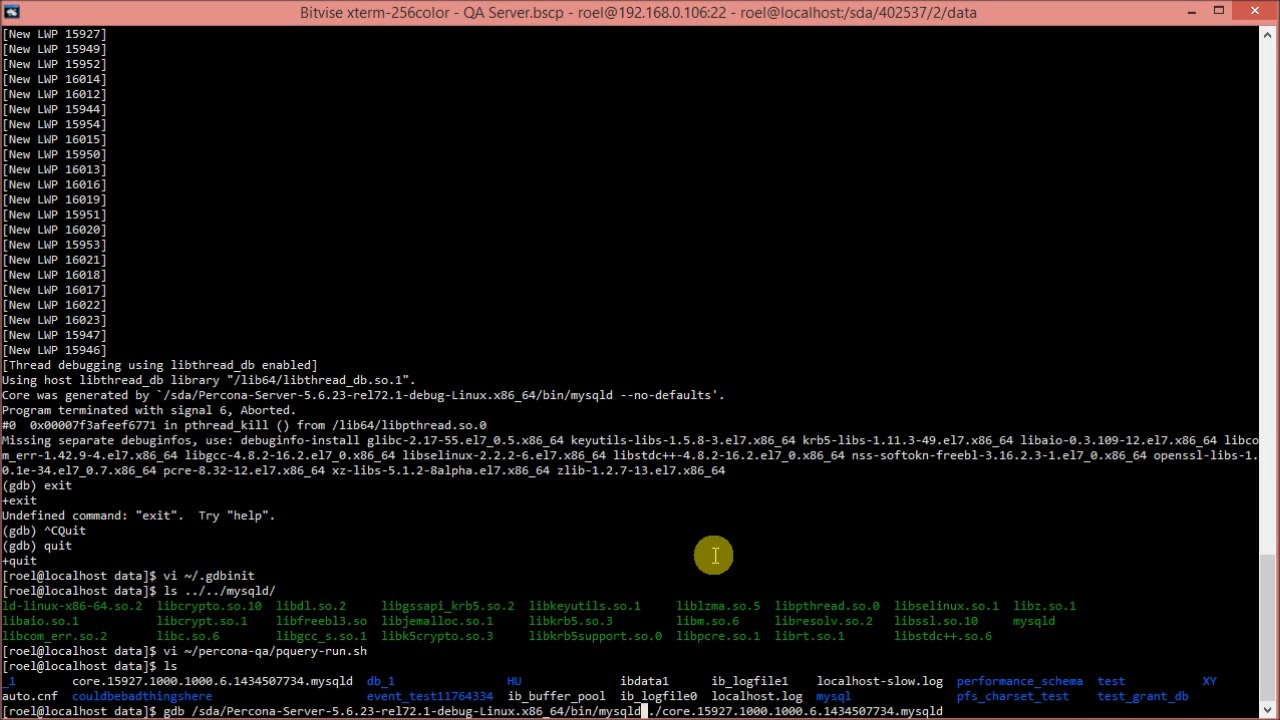 Bitvise xterm-256color - QA Server.bscp - roel@192.168.0.106:22 - roel@localhost:/sda/402537/2/data
[New LWP 15927]
[New LWP 15949]
[New LWP 15952]
[New LWP 16014]
[New LWP 16012]
[New LWP 15944]
[New LWP 15954]
[New LWP 16015]
[New LWP 15950]
[New LWP 16013]
[New LWP 16016]
[New LWP 16019]
[New LWP 15951]
[New LWP 16020]
[New LWP 15953]
[New LWP 16021]
[New LWP 16018]
[New LWP 16017]
[New LWP 16022]
[New LWP 16023]
[New LWP 15947]
[New LWP 15946]
[Thread debugging using libthread_db enabled]
Using host libthread_db library "/lib64/libthread_db.so.1".
Core was generated by `/sda/Percona-Server-5.6.23-rel72.1-debug-Linux.x86_64/bin/mysqld --no-defaults'.
Program terminated with signal 6, Aborted.
#0  0x00007f3afeef6771 in pthread_kill () from /lib64/libpthread.so.0
Missing separate debuginfos, use: debuginfo-install glibc-2.17-55.el7_0.5.x86_64 keyutils-libs-1.5.8-3.el7.x86_64 krb5-libs-1.11.3-49.el7.x86_64 libaio-0.3.109-12.el7.x86_64 libco
m_err-1.42.9-4.el7.x86_64 libgcc-4.8.2-16.2.el7_0.x86_64 libselinux-2.2.2-6.el7.x86_64 libstdc++-4.8.2-16.2.el7_0.x86_64 nss-softokn-freebl-3.16.2.3-1.el7_0.x86_64 openssl-libs-1.
0.1e-34.el7_0.7.x86_64 pcre-8.32-12.el7.x86_64 xz-libs-5.1.2-8alpha.el7.x86_64 zlib-1.2.7-13.el7.x86_64
(gdb) exit
+exit
Undefined command: "exit".  Try "help".
(gdb) ^CQuit
(gdb) quit
+quit
[roel@localhost data]$ vi ~/.gdbinit
[roel@localhost data]$ ls ../../mysqld/
ld-linux-x86-64.so.2  libcrypto.so.10  libdl.so.2  libgssapi_krb5.so.2  libkeyutils.so.1  liblzma.so.5  libpthread.so.0  libselinux.so.1  libz.so.1
libaio.so.1  libcrypt.so.1  libfreebl3.so  libjemalloc.so.1  libkrb5.so.3  libm.so.6  libresolv.so.2  libssl.so.10  mysqld
libcom_err.so.2  libc.so.6  libgcc_s.so.1  libk5crypto.so.3  libkrb5support.so.0  libpcre.so.1  librt.so.1  libstdc++.so.6
[roel@localhost data]$ vi ~/percona-qa/pquery-run.sh
[roel@localhost data]$ ls
_1  core.15927.1000.1000.6.1434507734.mysqld  db_1  HU  ibdata1  ib_logfile1  localhost-slow.log  performance_schema  test  XY
auto.cnf  couldbebadthingshere  event_test11764334  ib_buffer_pool  ib_logfile0  localhost.log  mysql  pfs_charset_test  test_grant_db
[roel@localhost data]$ gdb /sda/Percona-Server-5.6.23-rel72.1-debug-Linux.x86_64/bin/mysqld ./core.15927.1000.1000.6.1434507734.mysqld